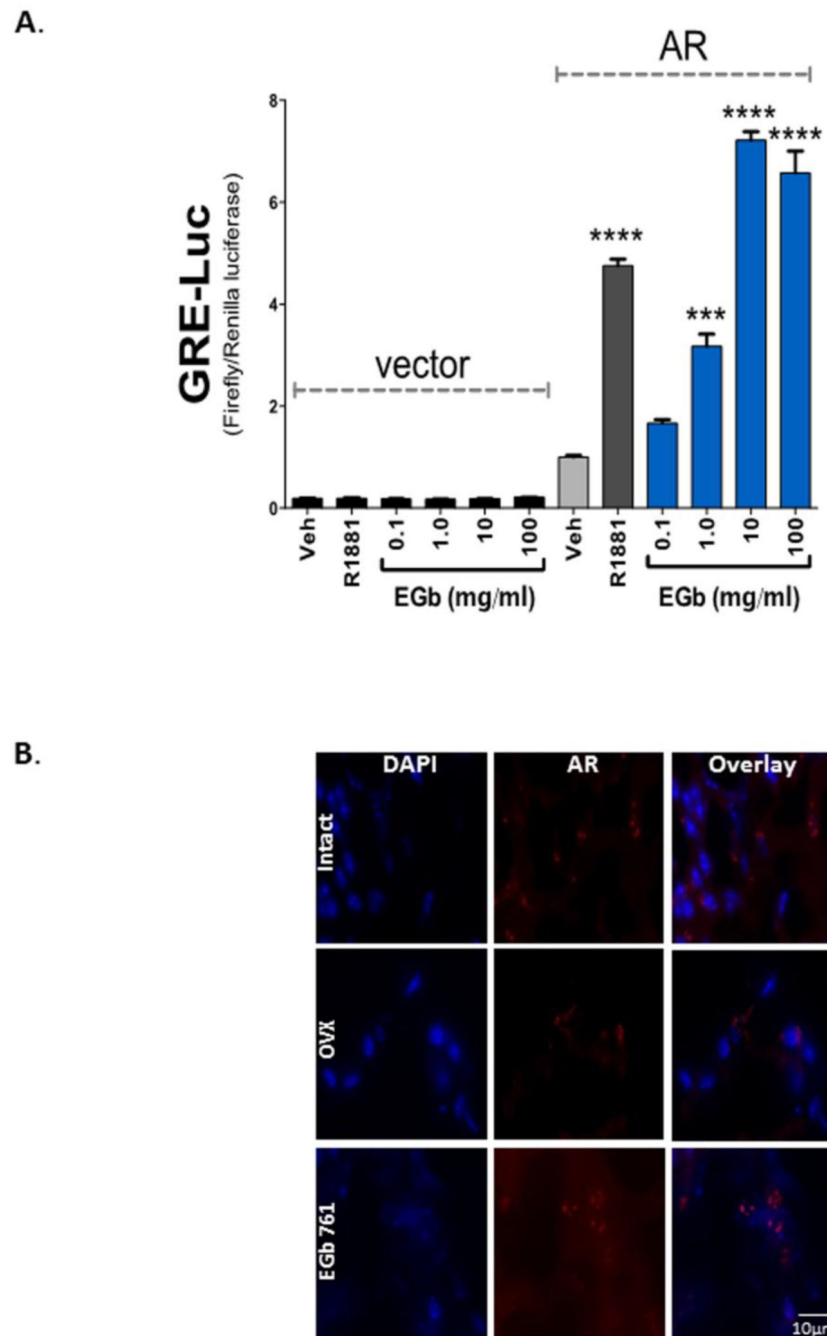 A.
AR
8
6
4
2
0
GRE-Luc
(Firefly/Renilla luciferase)
vector
****
***
****
****
Veh
R1881
0.1
1.0
10
100
Veh
R1881
0.1
1.0
10
100
EGb (mg/ml)
EGb (mg/ml)
B.
DAPI
AR
Overlay
Intact
OVX
EGb 761